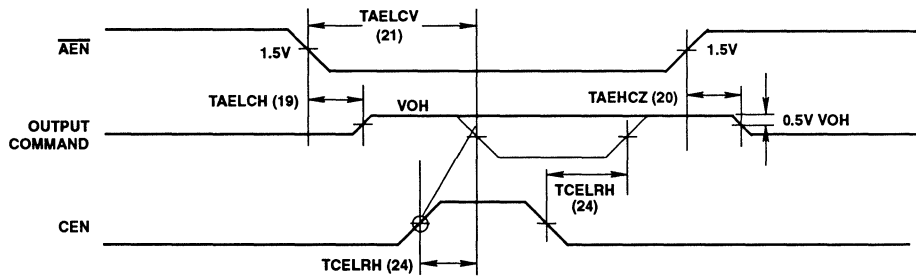 TAELCV
(21)
AEN
1.5V
1.5V
TAELCH (19)
VOH
TAEHCZ (20)
0.5V VOH
OUTPUT
COMMAND
TCELRH
(24)
CEN
TCELRH (24)